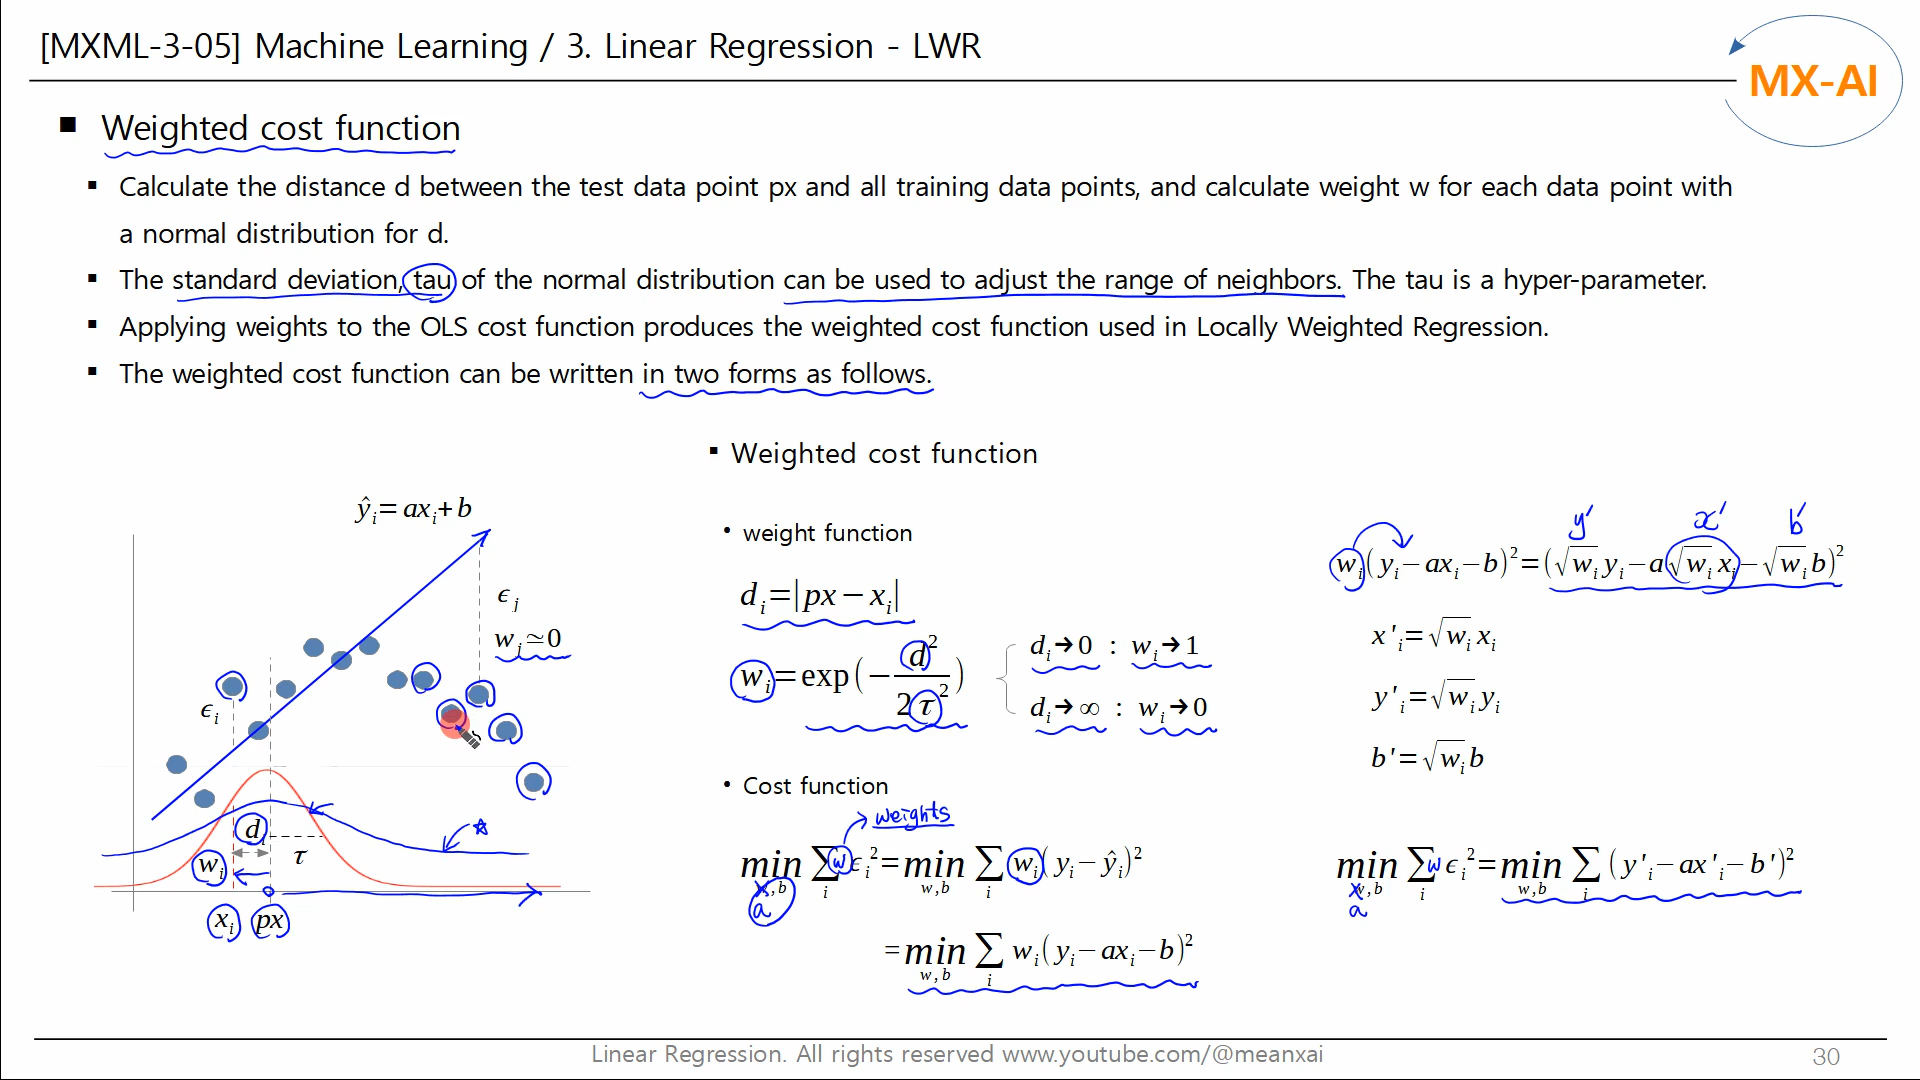 [MXML-3-05] Machine Learning / 3. Linear Regression - LWR
MX-AI
■ Weighted cost function
▪ Calculate the distance d between the test data point px and all training data points, and calculate weight w for each data point with
a normal distribution for d.
▪ The standard deviation, tau of the normal distribution can be used to adjust the range of neighbors. The tau is a hyper-parameter.
▪ Applying weights to the OLS cost function produces the weighted cost function used in Locally Weighted Regression.
▪ The weighted cost function can be written in two forms as follows.
ŷ_i = ax_i + b
ϵ_j
w_j ≃ 0
ϵ_i
d_i
w_i
τ
x_i px
▪ Weighted cost function
• weight function
d_i = |px − x_i|
w_i = exp(−d²/2τ²)
d_i → 0 : w_i → 1
d_i → ∞ : w_i → 0
• Cost function
weights
min w,b Σ_i w ϵ_i² = min w,b Σ_i w_i(y_i − ŷ_i)²
a
= min w,b Σ_i w_i(y_i − ax_i − b)²
y' x' b'
w_i(y_i − ax_i − b)² = (√w_i y_i − a√w_i x_i − √w_i b)²
x'_i = √w_i x_i
y'_i = √w_i y_i
b' = √w_i b
min w,b Σ_i w ϵ_i² = min w,b Σ_i (y'_i − ax'_i − b')²
a
Linear Regression. All rights reserved www.youtube.com/@meanxai
30